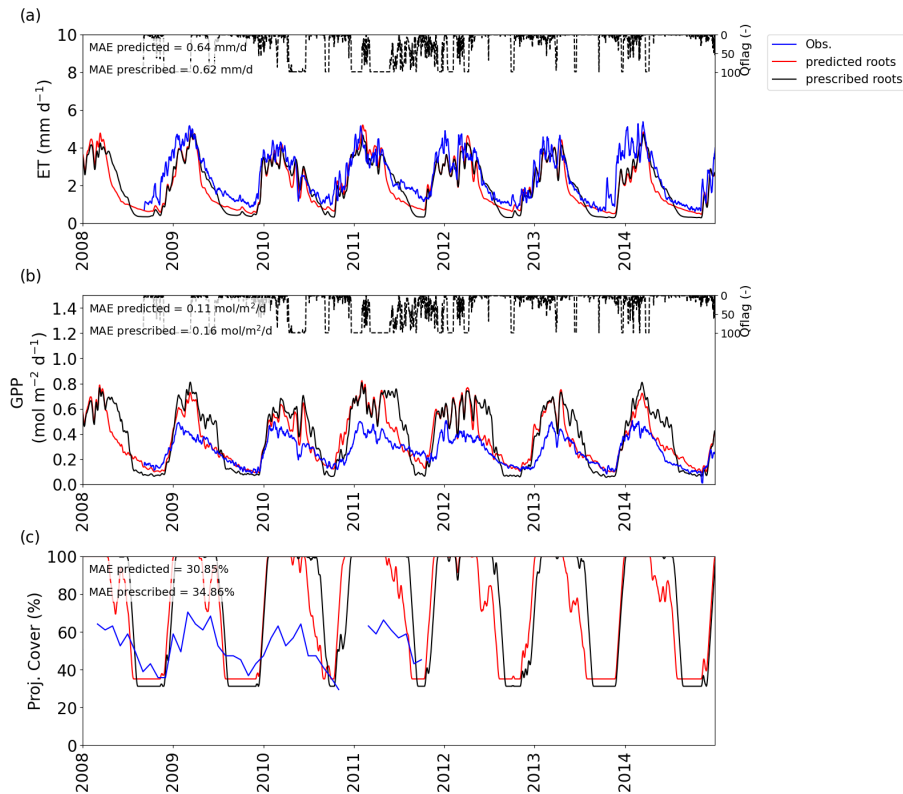 (a)
MAE predicted = 0.64 mm/d
MAE prescribed = 0.62 mm/d
ET (mm d⁻¹)
10
8
6
4
2
0
0
50
100
Qflag (-)
2008
2009
2010
2011
2012
2013
2014
Obs.
predicted roots
prescribed roots
(b)
MAE predicted = 0.11 mol/m²/d
MAE prescribed = 0.16 mol/m²/d
GPP
(mol m⁻² d⁻¹)
1.4
1.2
1.0
0.8
0.6
0.4
0.2
0.0
0
50
100
Qflag (-)
2008
2009
2010
2011
2012
2013
2014
(c)
MAE predicted = 30.85%
MAE prescribed = 34.86%
Proj. Cover (%)
100
80
60
40
20
0
2008
2009
2010
2011
2012
2013
2014